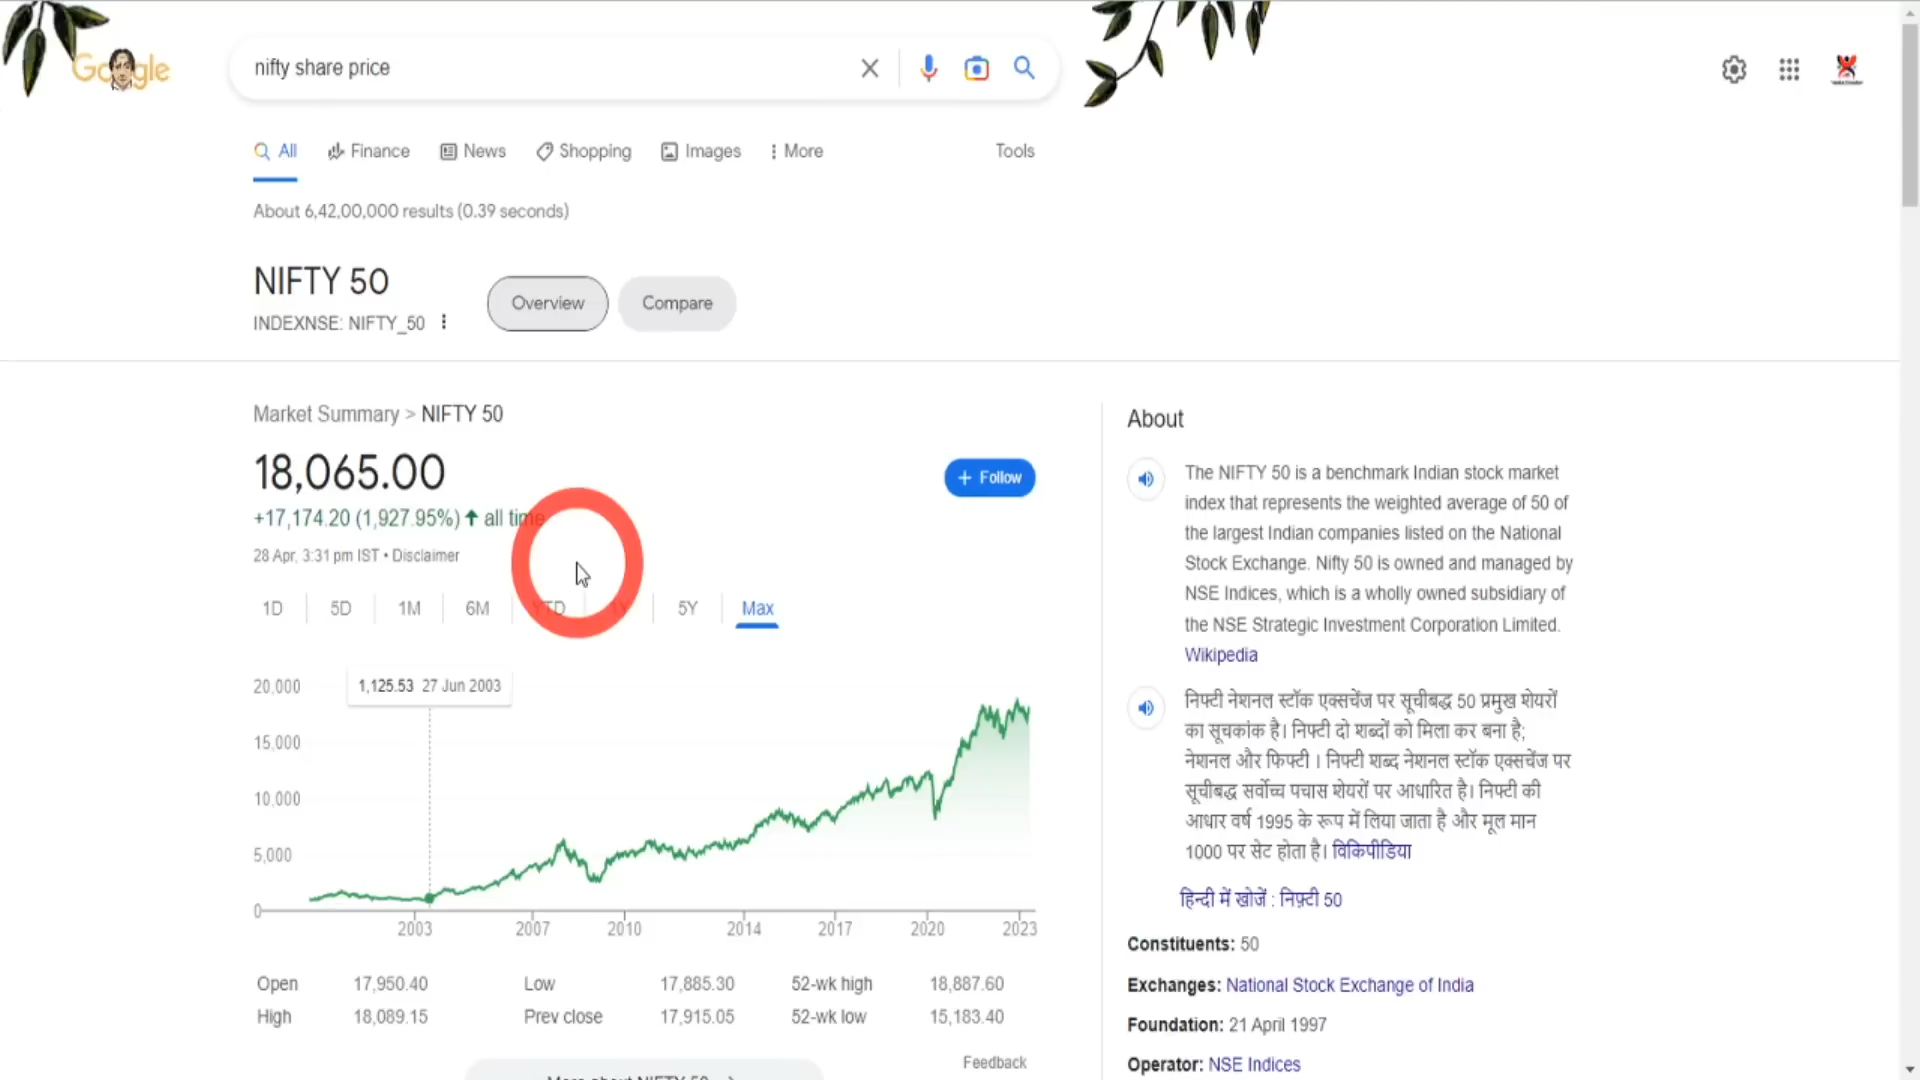 Google
nifty share price
All
Finance
News
Shopping
Images
More
Tools
About 6,42,00,000 results (0.39 seconds)
NIFTY 50
INDEXNSE: NIFTY_50
Overview
Compare
Market Summary > NIFTY 50
18,065.00
+ Follow
+17,174.20 (1,927.95%) ↑ all time
28 Apr, 3:31 pm IST • Disclaimer
1D 5D 1M 6M YTD 1Y 5Y Max
1,125.53 27 Jun 2003
20,000
15,000
10,000
5,000
0
2003 2007 2010 2014 2017 2020 2023
Open 17,950.40 Low 17,885.30 52-wk high 18,887.60
High 18,089.15 Prev close 17,915.05 52-wk low 15,183.40
Feedback
More about NIFTY 50
About
The NIFTY 50 is a benchmark Indian stock market
index that represents the weighted average of 50 of
the largest Indian companies listed on the National
Stock Exchange. Nifty 50 is owned and managed by
NSE Indices, which is a wholly owned subsidiary of
the NSE Strategic Investment Corporation Limited.
Wikipedia
निफ्टी नेशनल स्टॉक एक्सचेंज पर सूचीबद्ध 50 प्रमुख शेयरों
का सूचकांक है। निफ्टी दो शब्दों को मिला कर बना है;
नेशनल और फिफ्टी । निफ्टी शब्द नेशनल स्टॉक एक्सचेंज पर
सूचीबद्ध सर्वोच्च पचास शेयरों पर आधारित है। निफ्टी की
आधार वर्ष 1995 के रूप में लिया जाता है और मूल मान
1000 पर सेट होता है। विकिपीडिया
हिन्दी में खोजें : निफ़्टी 50
Constituents: 50
Exchanges: National Stock Exchange of India
Foundation: 21 April 1997
Operator: NSE Indices